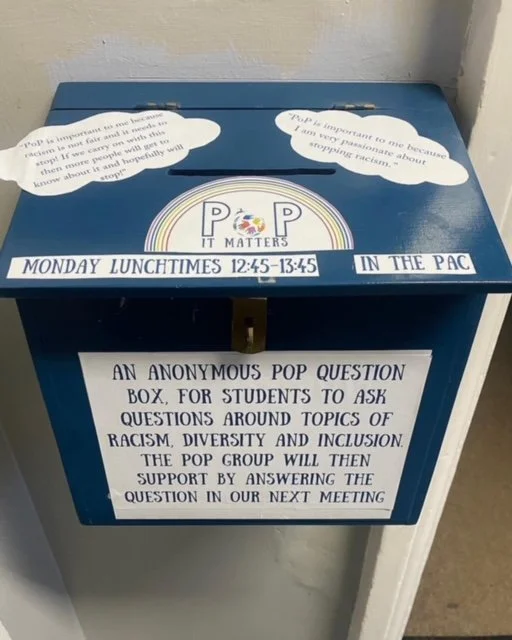 "PoP is important to me because
racism is not fair and it needs to
stop! If we carry on with this
then more people will get to
know about it and hopefully will
stop!"
"PoP is important to me because
I am very passionate about
stopping racism."
POP
IT MATTERS
MONDAY LUNCHTIMES 12:45-13:45
IN THE PAC
AN ANONYMOUS POP QUESTION
BOX, FOR STUDENTS TO ASK
QUESTIONS AROUND TOPICS OF
RACISM, DIVERSITY AND INCLUSION.
THE POP GROUP WILL THEN
SUPPORT BY ANSWERING THE
QUESTION IN OUR NEXT MEETING